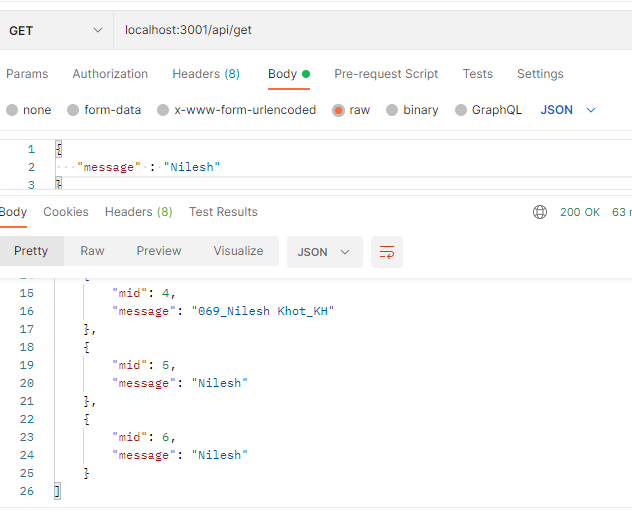 GET localhost:3001/api/get
Params Authorization Headers (8) Body Pre-request Script Tests Settings
none form-data x-www-form-urlencoded raw binary GraphQL JSON
1 {
2 "message" : "Nilesh"
3 }
Body Cookies Headers (8) Test Results 200 OK 63
Pretty Raw Preview Visualize JSON
{
15 "mid": 4,
16 "message": "069_Nilesh Khot_KH"
17 },
18 {
19 "mid": 5,
20 "message": "Nilesh"
21 },
22 {
23 "mid": 6,
24 "message": "Nilesh"
25 }
26 ]